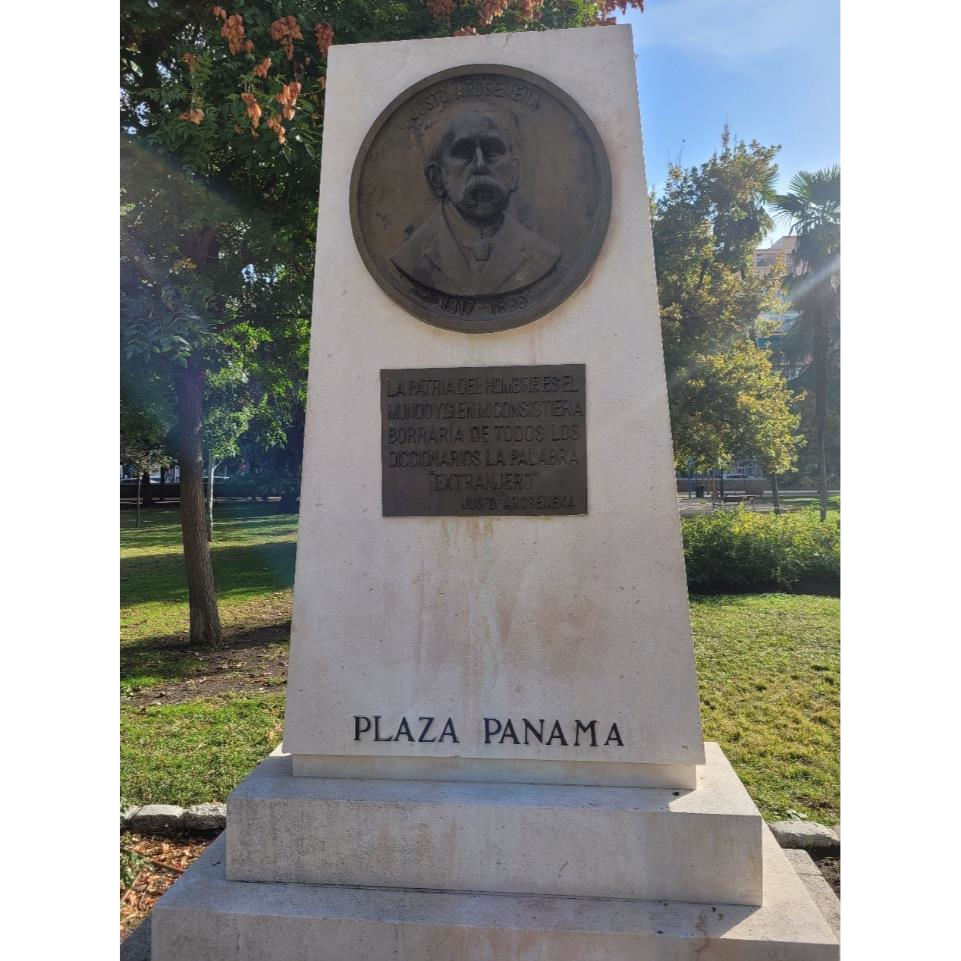 JUSTO AROSEMENA
1817-1896
LA PATRIA DEL HOMBRE ES EL
MUNDO Y SI EN MI CONSISTIERA
BORRARIA DE TODOS LOS
DICCIONARIOS LA PALABRA
"EXTRANJERO"
JUSTO-AROSEMENA
PLAZA PANAMA